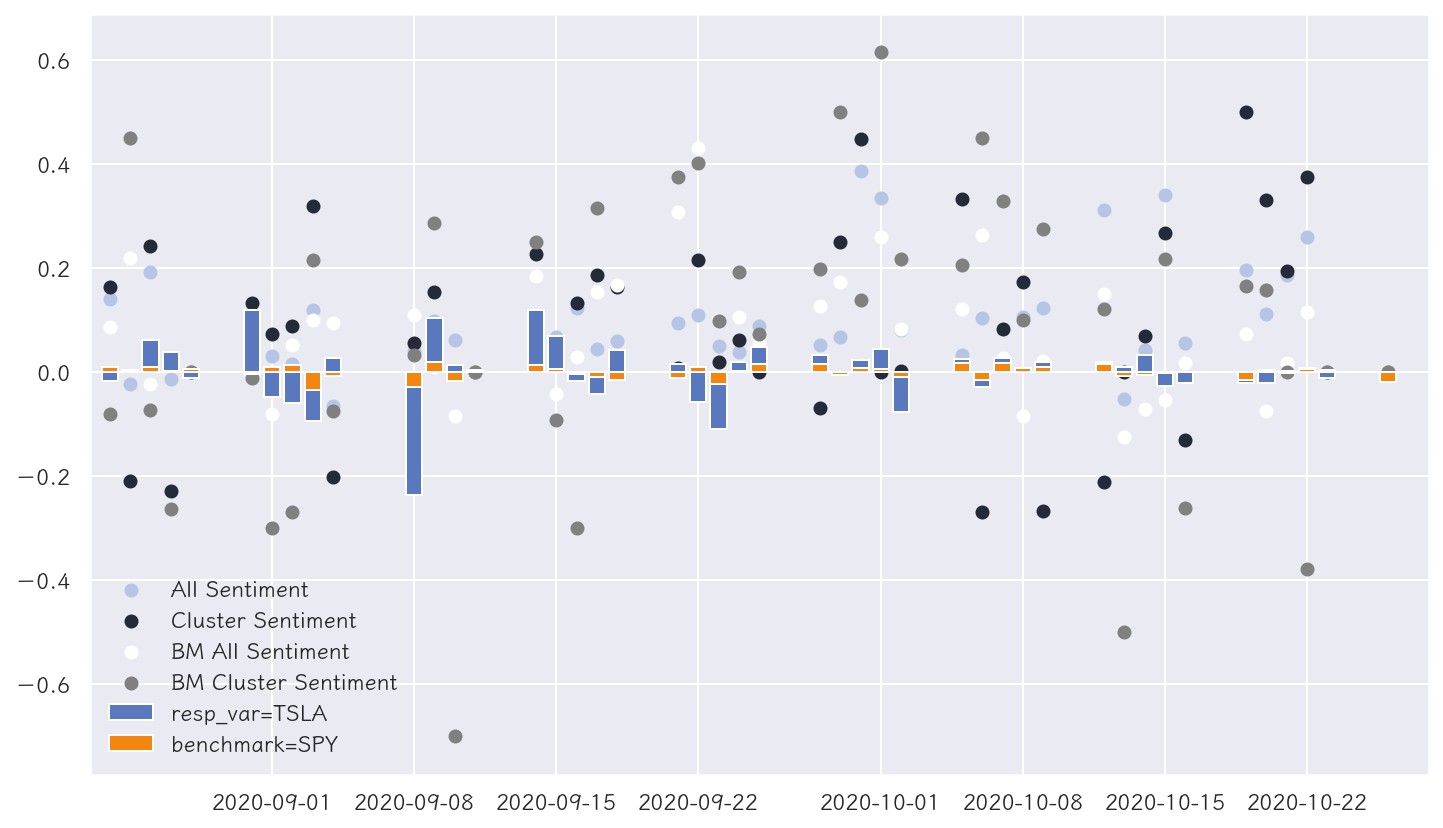 0.6
0.4
0.2
0.0
−0.2
−0.4
−0.6
All Sentiment
Cluster Sentiment
BM All Sentiment
BM Cluster Sentiment
resp_var=TSLA
benchmark=SPY
2020-09-01 2020-09-08 2020-09-15 2020-09-22 2020-10-01 2020-10-08 2020-10-15 2020-10-22